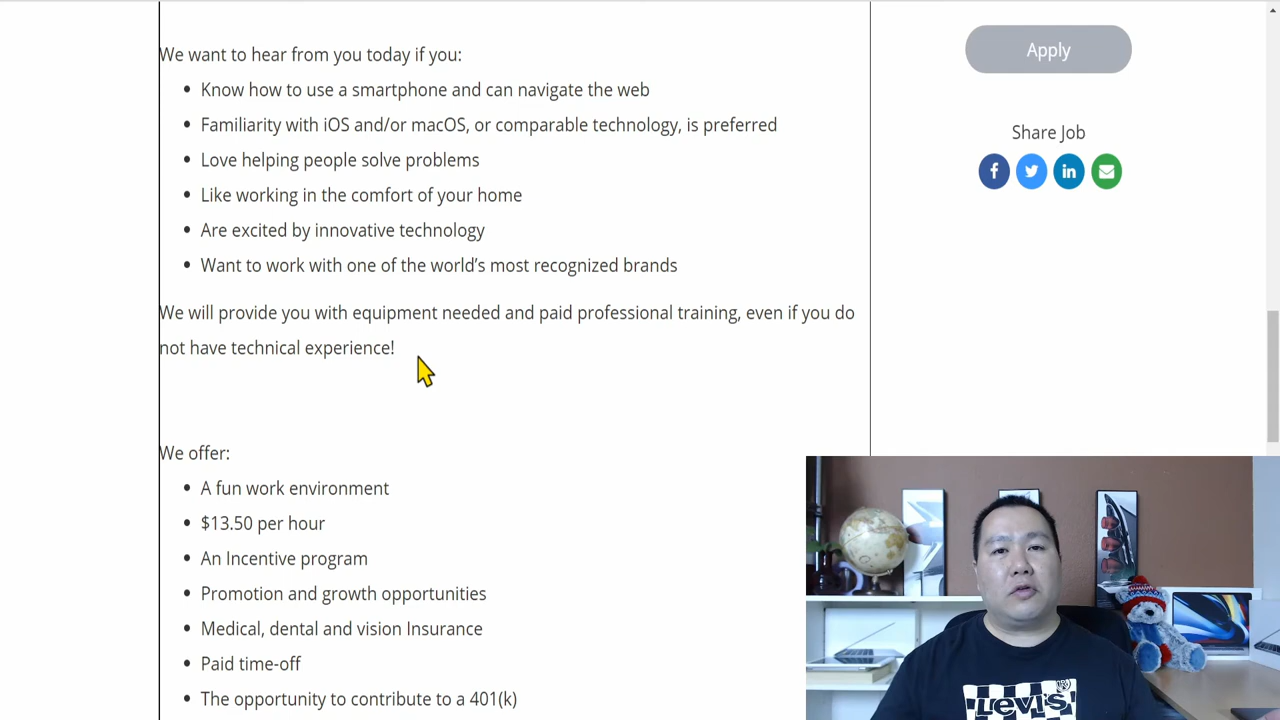 We want to hear from you today if you:
• Know how to use a smartphone and can navigate the web
• Familiarity with iOS and/or macOS, or comparable technology, is preferred
• Love helping people solve problems
• Like working in the comfort of your home
• Are excited by innovative technology
• Want to work with one of the world's most recognized brands
We will provide you with equipment needed and paid professional training, even if you do
not have technical experience!
We offer:
• A fun work environment
• $13.50 per hour
• An Incentive program
• Promotion and growth opportunities
• Medical, dental and vision Insurance
• Paid time-off
• The opportunity to contribute to a 401(k)
Apply
Share Job
f
in
Levi's